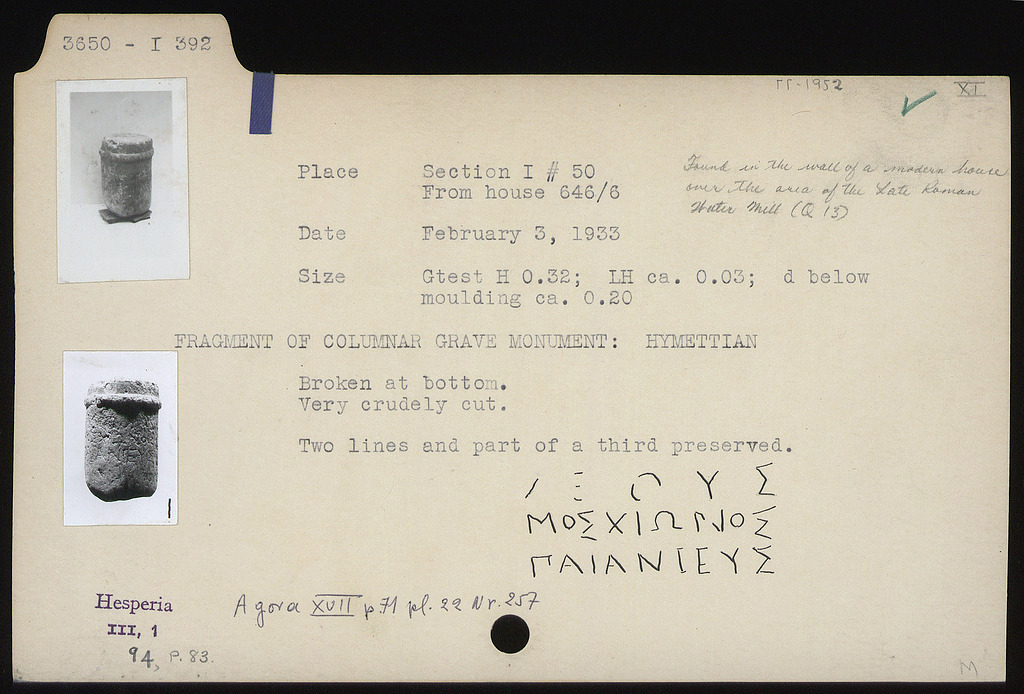 3650 - I 392
ΓΓ-1952
XI
Place Section I # 50
From house 646/6
Found in the wall of a modern house
over the area of the Late Roman
Water Mill (Q 13)
Date February 3, 1933
Size Gtest H 0.32; LH ca. 0.03; d below
moulding ca. 0.20
FRAGMENT OF COLUMNAR GRAVE MONUMENT: HYMETTIAN
Broken at bottom.
Very crudely cut.
Two lines and part of a third preserved.
ΥΣ
ΜΟΣΧΙΩΝΟΣ
ΠΑΙΑΝΙΕΥΣ
Hesperia
III, 1
94, P. 83.
Agora XVII p.71 pl. 22 Nr. 257
M